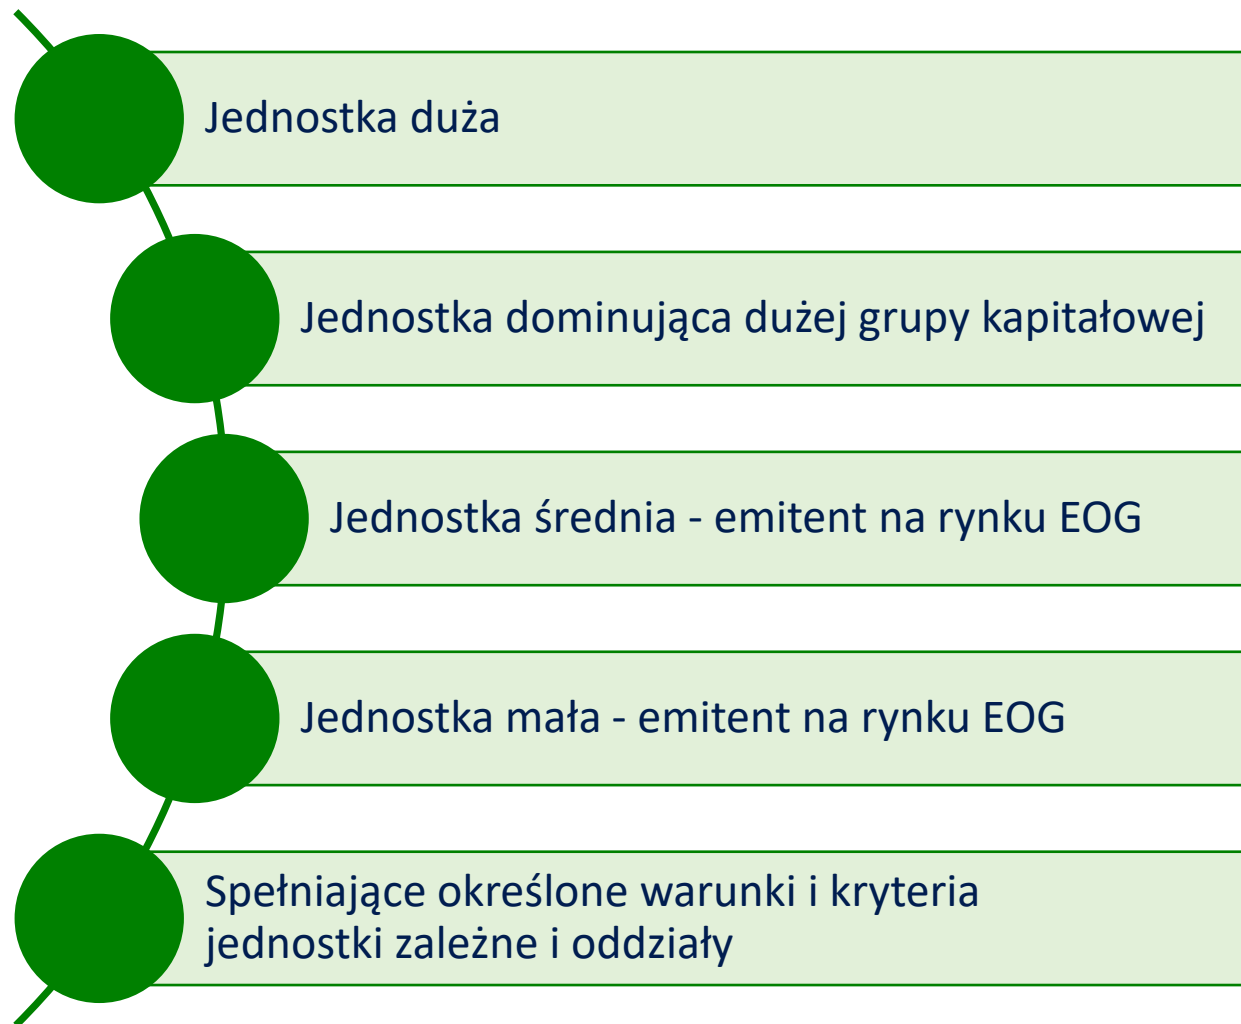 Jednostka duża
Jednostka dominująca dużej grupy kapitałowej
Jednostka średnia - emitent na rynku EOG
Jednostka mała - emitent na rynku EOG
Spełniające określone warunki i kryteria
jednostki zależne i oddziały